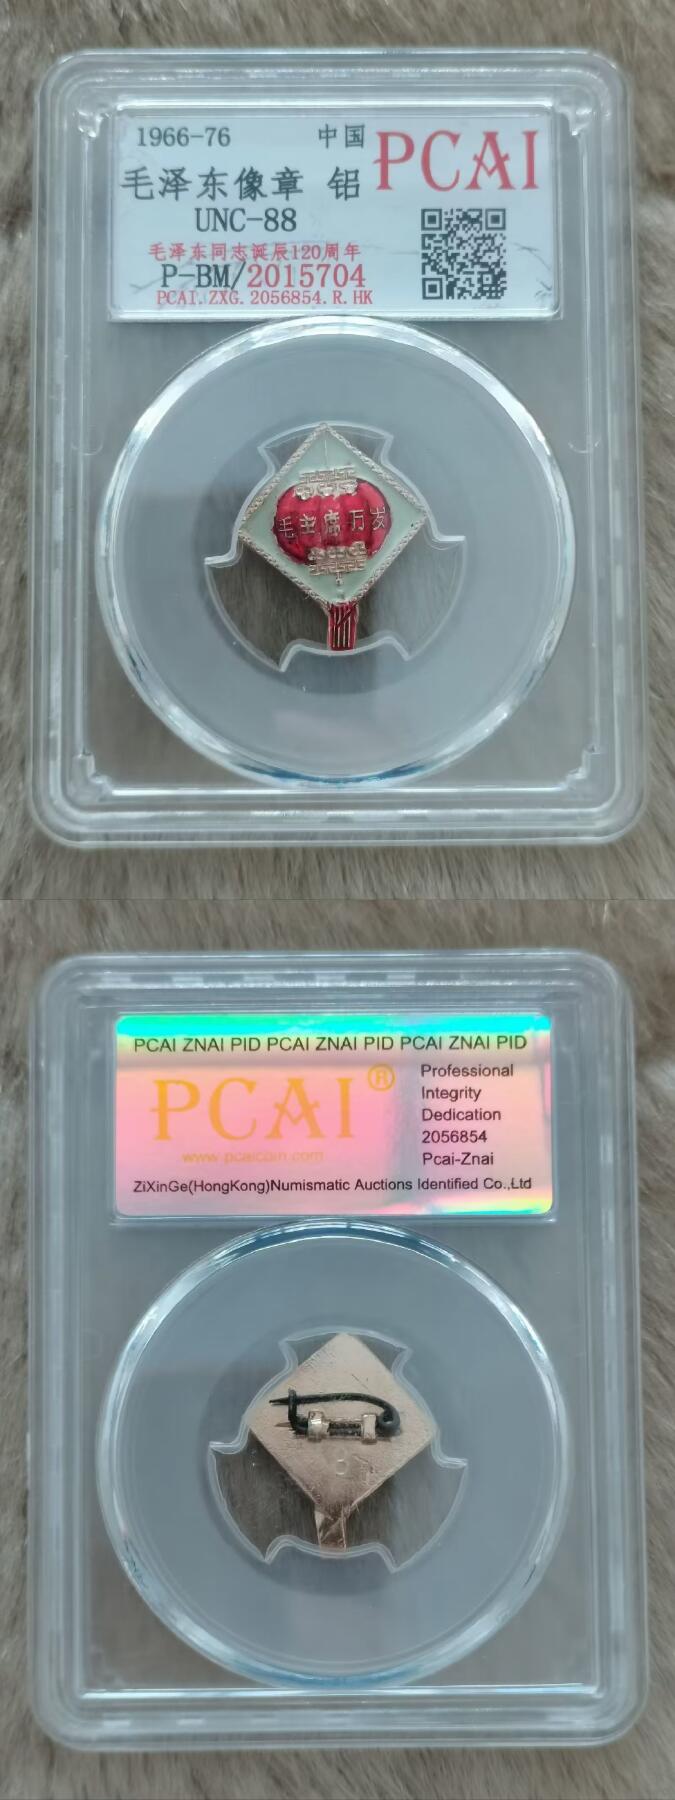 1966-76 中国
PCAI
毛泽东像章 铝
UNC-88
毛泽东同志诞辰120周年
P-BM/2015704
PCAI.ZXG.2056854.R.HK
毛主席万岁
PCAI ZNAI PID PCAI ZNAI PID PCAI ZNAI PID
PCAI®
www.pcaicoin.com
Professional
Integrity
Dedication
2056854
Pcai-Znai
ZiXinGe(HongKong)Numismatic Auctions Identified Co.,Ltd